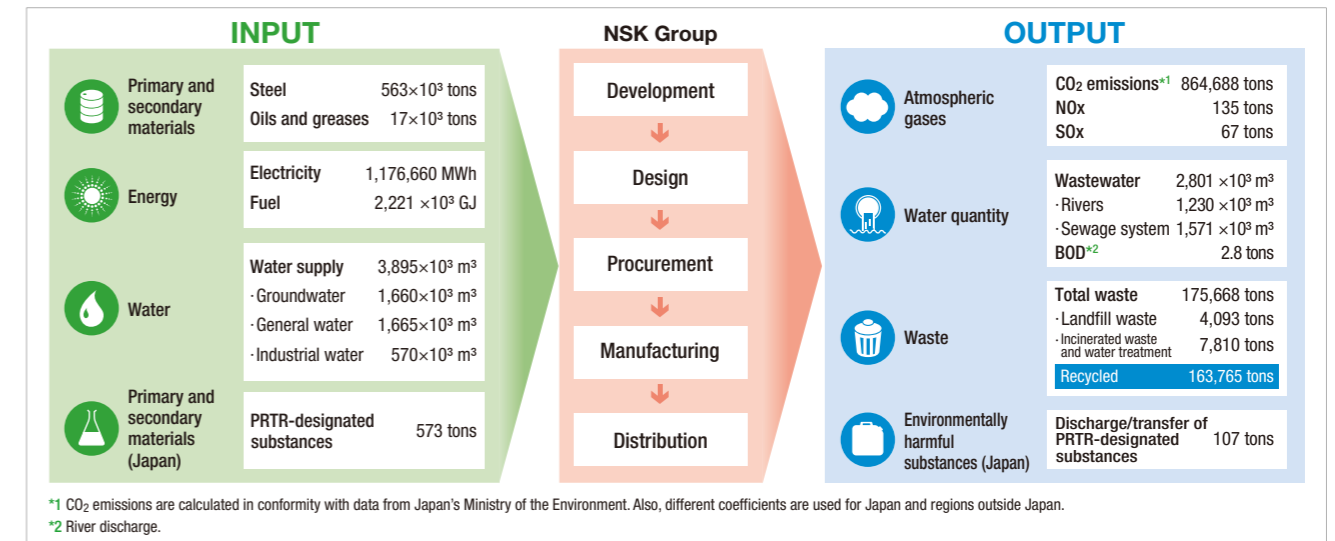 INPUT
Primary and
secondary
materials
Steel 563×10³ tons
Oils and greases 17×10³ tons
Energy
Electricity 1,176,660 MWh
Fuel 2,221 ×10³ GJ
Water
Water supply 3,895×10³ m³
·Groundwater 1,660×10³ m³
·General water 1,665×10³ m³
·Industrial water 570×10³ m³
Primary and
secondary
materials
(Japan)
PRTR-designated
substances 573 tons
NSK Group
Development
Design
Procurement
Manufacturing
Distribution
OUTPUT
Atmospheric
gases
CO₂ emissions*1 864,688 tons
NOx 135 tons
SOx 67 tons
Water quantity
Wastewater 2,801 ×10³ m³
·Rivers 1,230 ×10³ m³
·Sewage system 1,571 ×10³ m³
BOD*2 2.8 tons
Waste
Total waste 175,668 tons
·Landfill waste 4,093 tons
·Incinerated waste
and water treatment 7,810 tons
Recycled 163,765 tons
Environmentally
harmful
substances (Japan)
Discharge/transfer of
PRTR-designated 107 tons
substances
*1 CO₂ emissions are calculated in conformity with data from Japan's Ministry of the Environment. Also, different coefficients are used for Japan and regions outside Japan.
*2 River discharge.